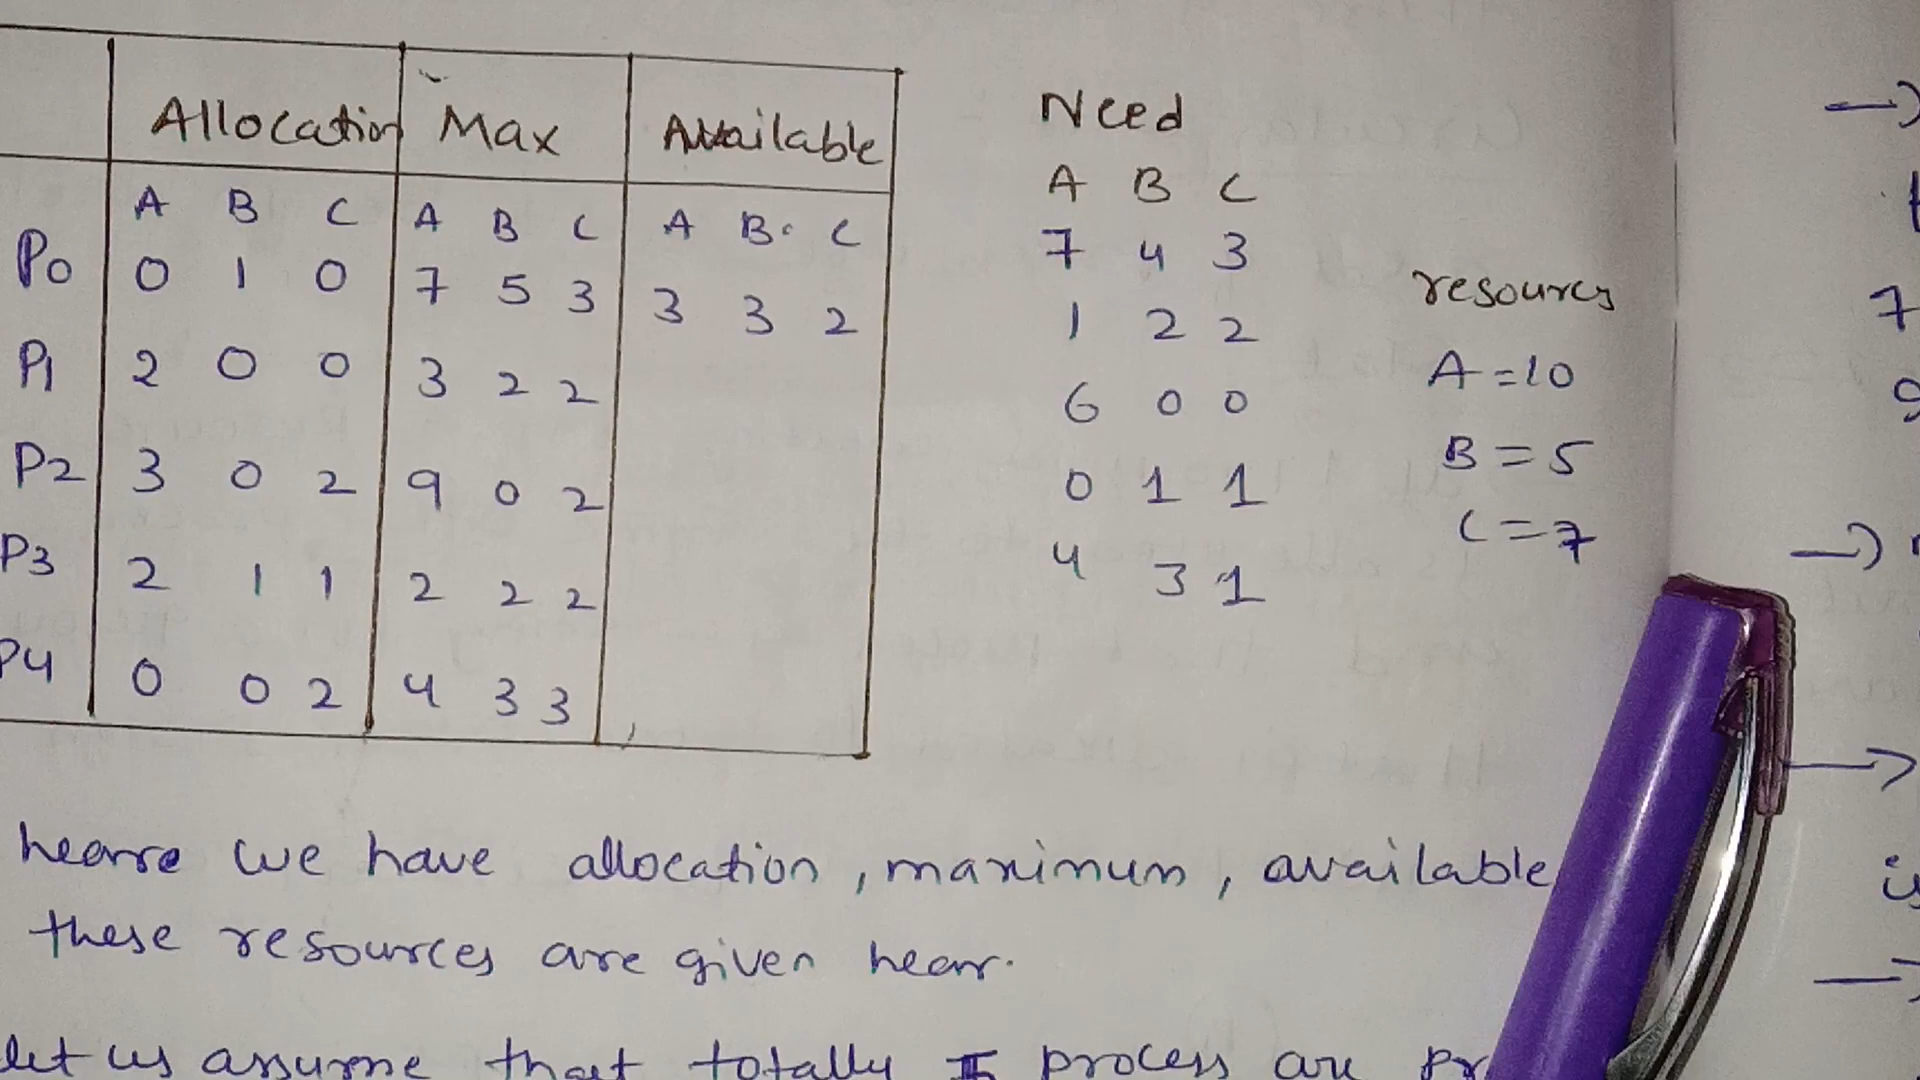 Allocation Max Available
A B C A B C A B C
P0 0 1 0 7 5 3 3 3 2
P1 2 0 0 3 2 2
P2 3 0 2 9 0 2
P3 2 1 1 2 2 2
P4 0 0 2 4 3 3
Need
A B C
7 4 3
1 2 2
6 0 0
0 1 1
4 3 1
A = 10
B = 5
C = 7
we have allocation, maximum, available
these resources are given
let us assume that totally process are